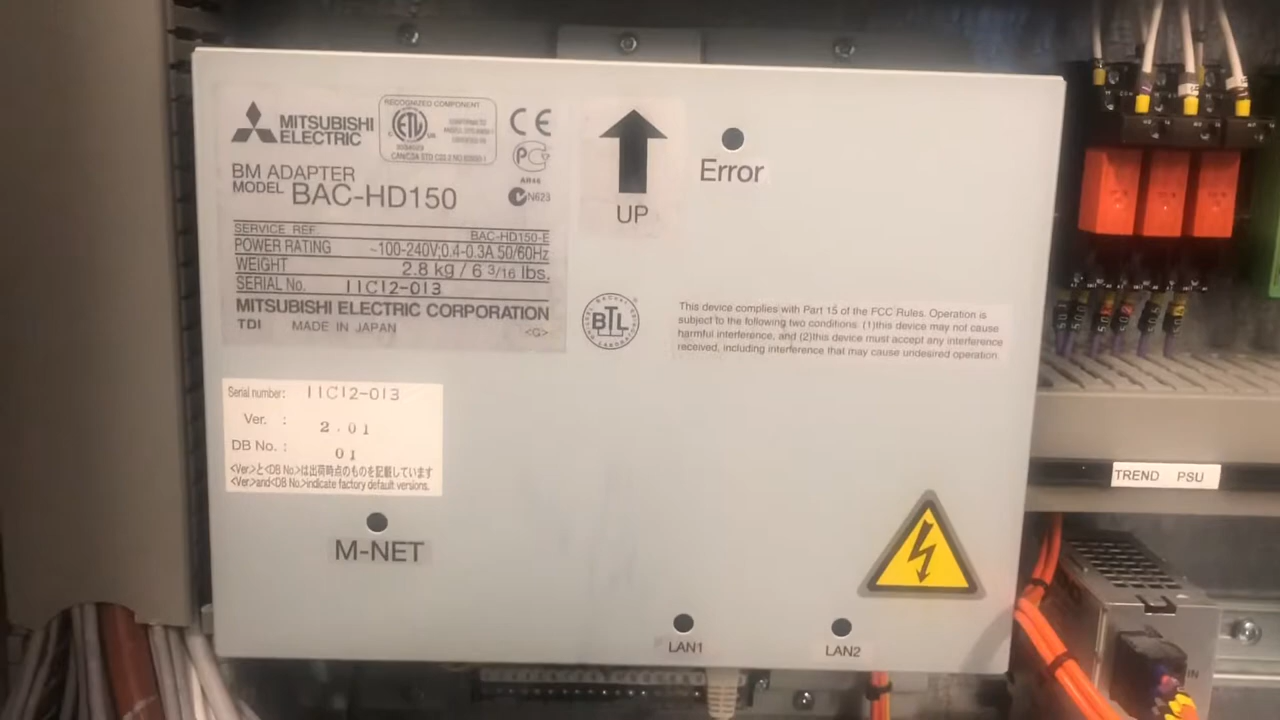 MITSUBISHI
ELECTRIC
RECOGNIZED COMPONENT
ETL
CE
BM ADAPTER
MODEL BAC-HD150
N623
SERVICE REF. BAC-HD150-E
POWER RATING ~100-240V;0.4-0.3A 50/60Hz
WEIGHT 2.8 kg / 6 3/16 lbs.
SERIAL No. 11C12-013
MITSUBISHI ELECTRIC CORPORATION
TDI MADE IN JAPAN <G>
UP
Error
BTL
This device complies with Part 15 of the FCC Rules. Operation is
subject to the following two conditions: (1)this device may not cause
harmful interference, and (2)this device must accept any interference
received, including interference that may cause undesired operation.
Serial number: 11C12-013
Ver. : 2.01
DB No. : 01
<Ver>と<DB No.>は出荷時点のものを記載しています
<Ver>and<DB No.>indicate factory default versions.
M-NET
LAN1
LAN2
TREND PSU